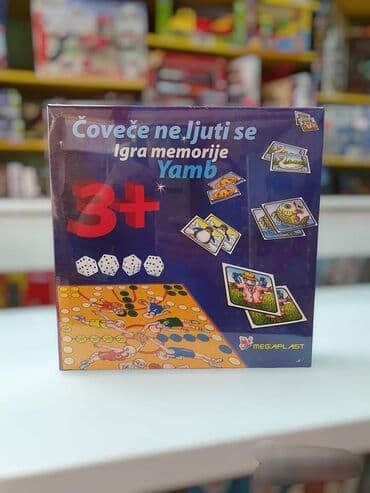 Čoveče ne ljuti se
Igra memorije
Yamb
3+
MEGAPLAST